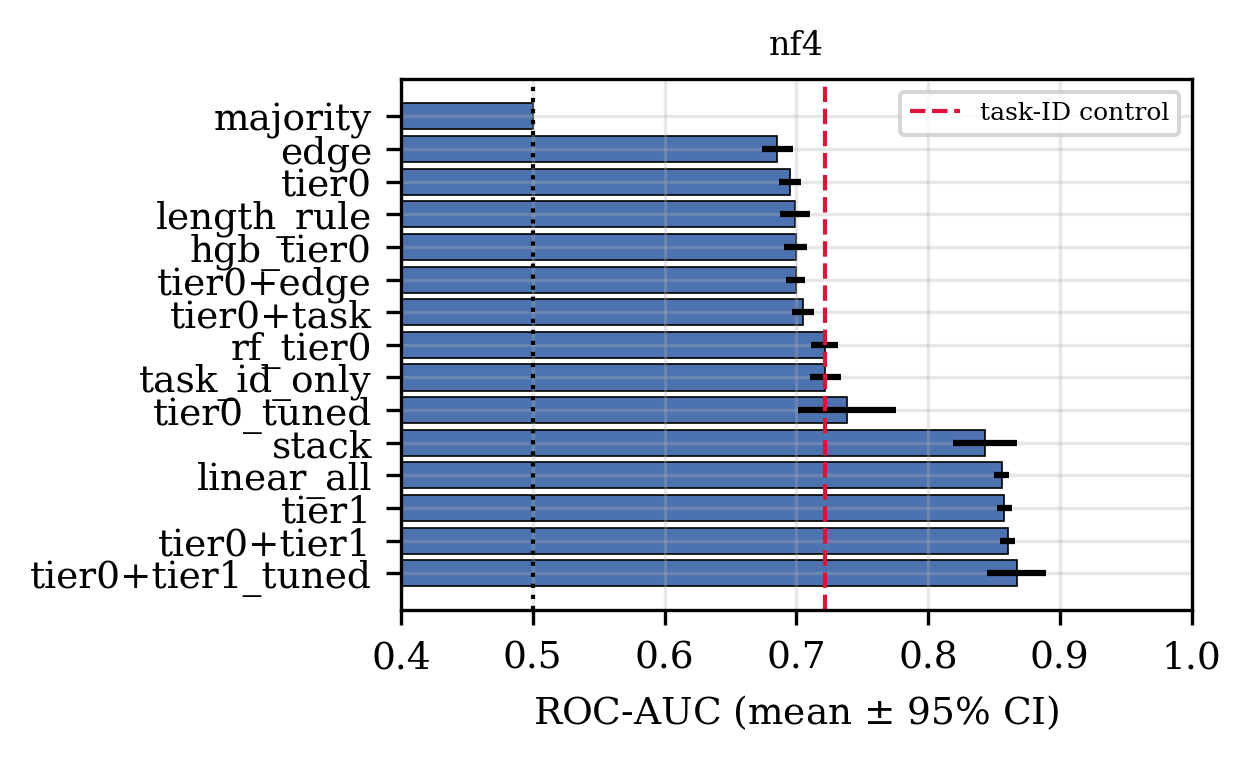 nf4
task-ID control
majority
edge
tier0
length_rule
hgb_tier0
tier0+edge
tier0+task
rf_tier0
task_id_only
tier0_tuned
stack
linear_all
tier1
tier0+tier1
tier0+tier1_tuned
0.4 0.5 0.6 0.7 0.8 0.9 1.0
ROC-AUC (mean ± 95% CI)